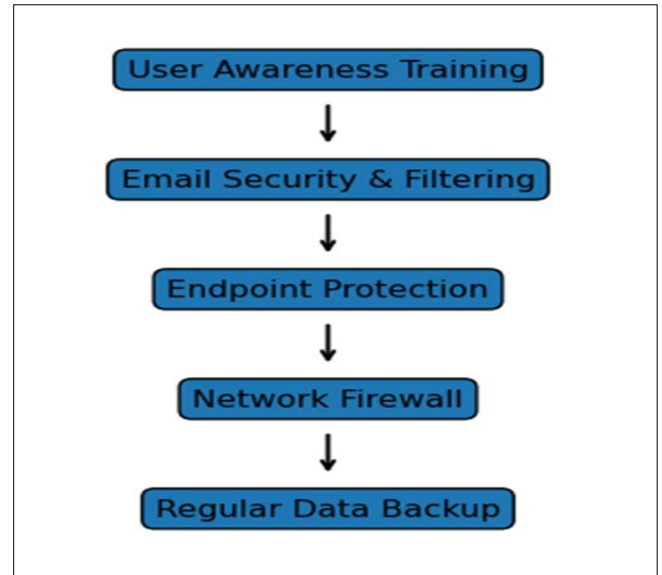 User Awareness Training
Email Security & Filtering
Endpoint Protection
Network Firewall
Regular Data Backup